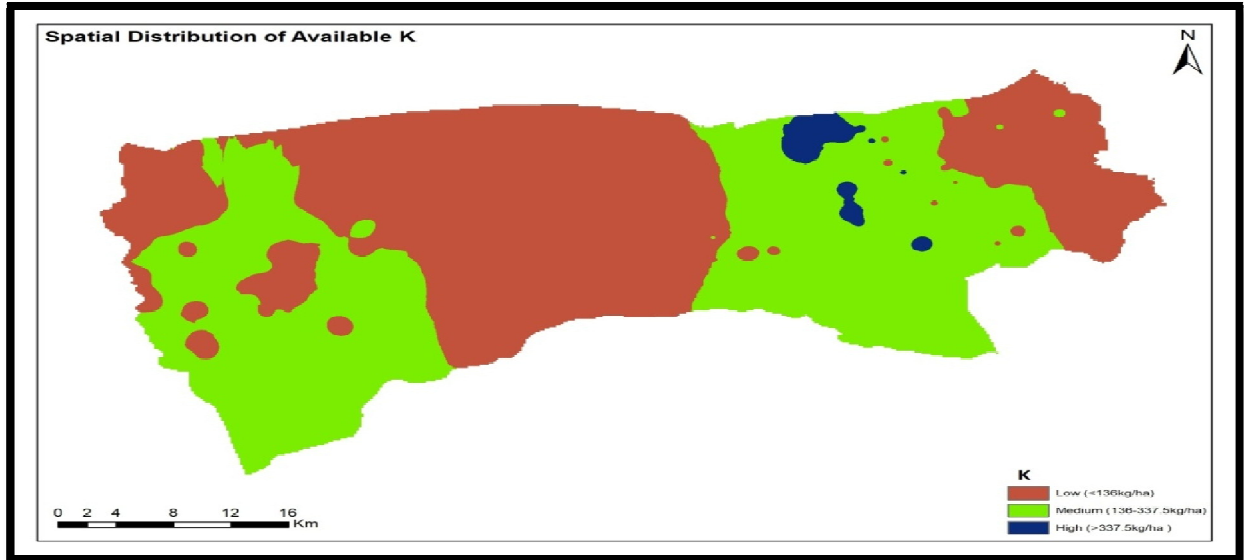 Spatial Distribution of Available K
N
K
Low (<136kg/ha)
Medium (136-337.5kg/ha)
High (>337.5kg/ha )
0 2 4 8 12 16
Km